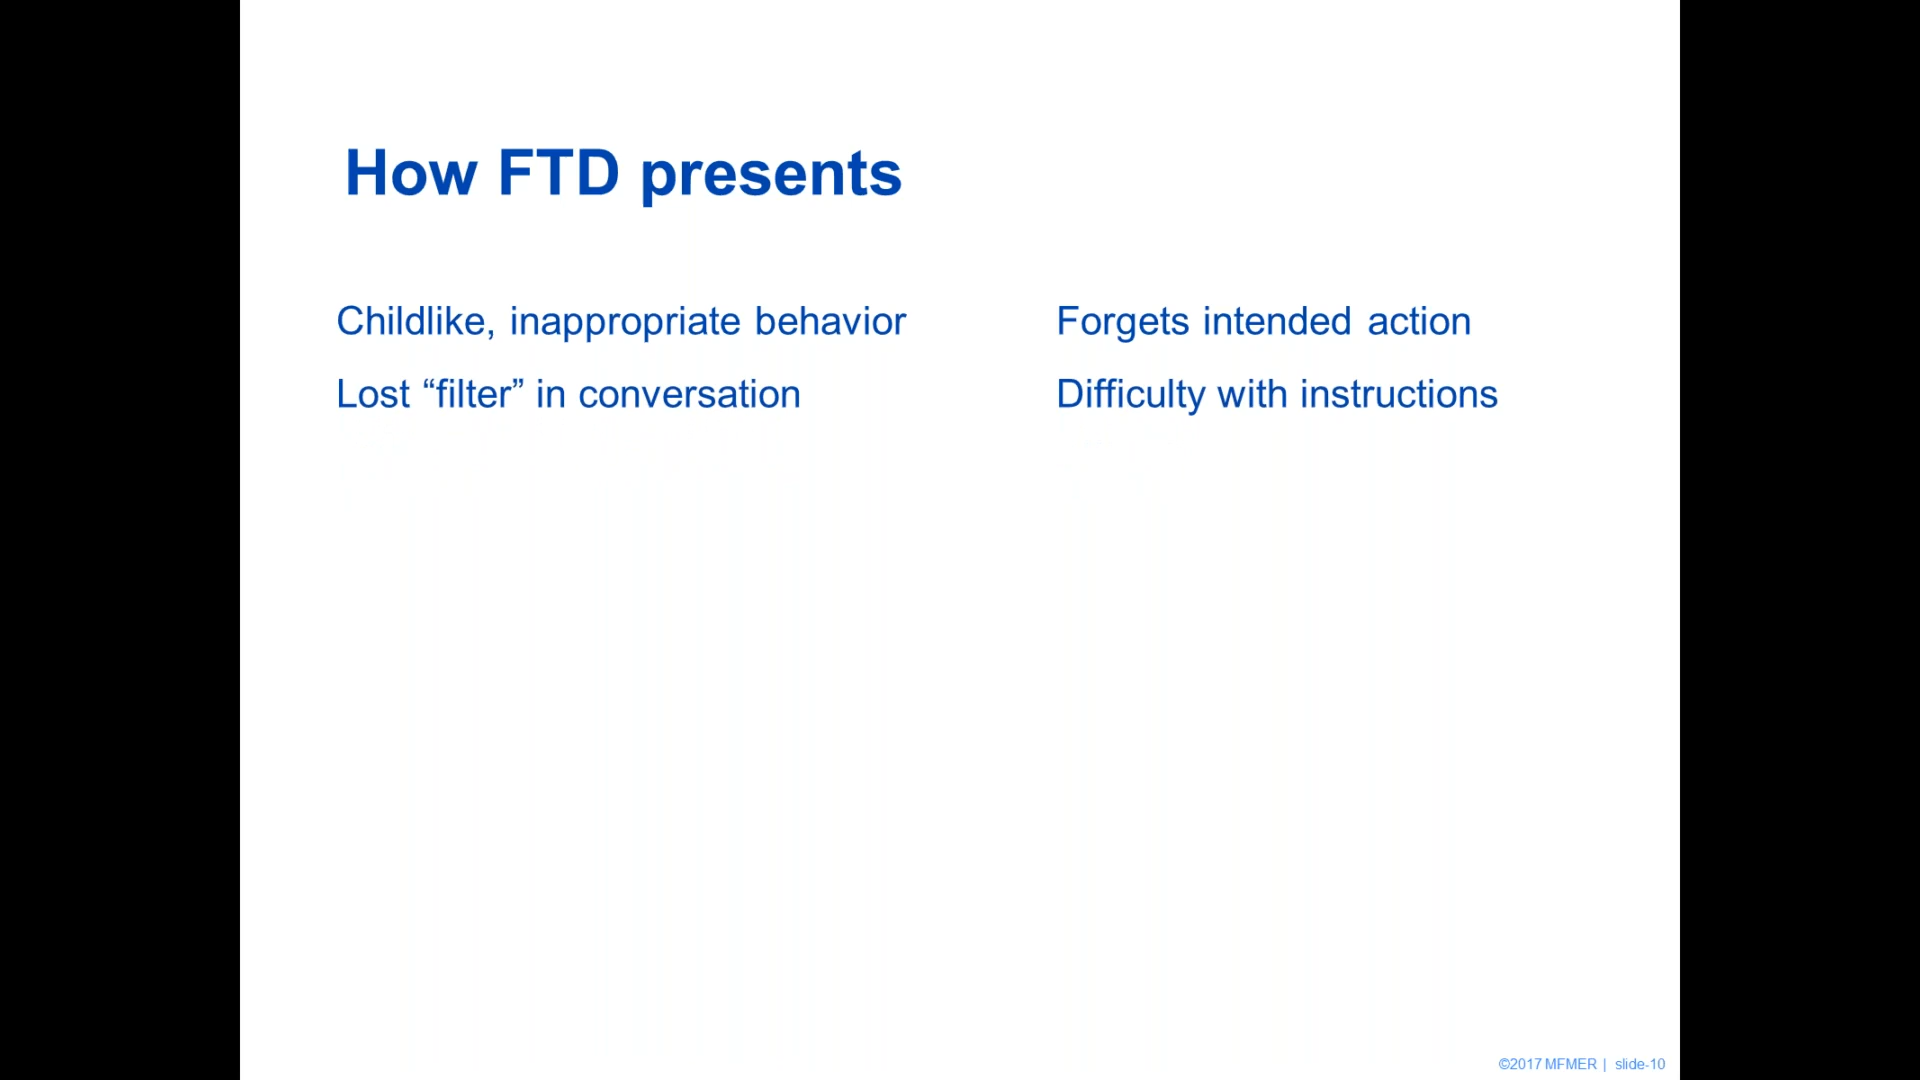 How FTD presents
Childlike, inappropriate behavior
Lost “filter” in conversation
Forgets intended action
Difficulty with instructions
©2017 MFMER | slide-10